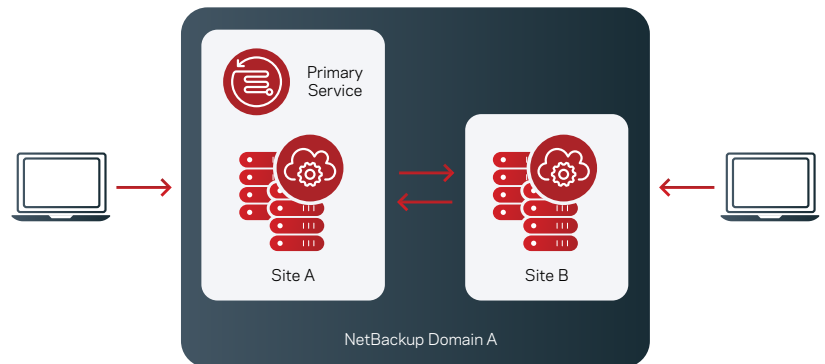 Primary
Service
Site A
Site B
NetBackup Domain A